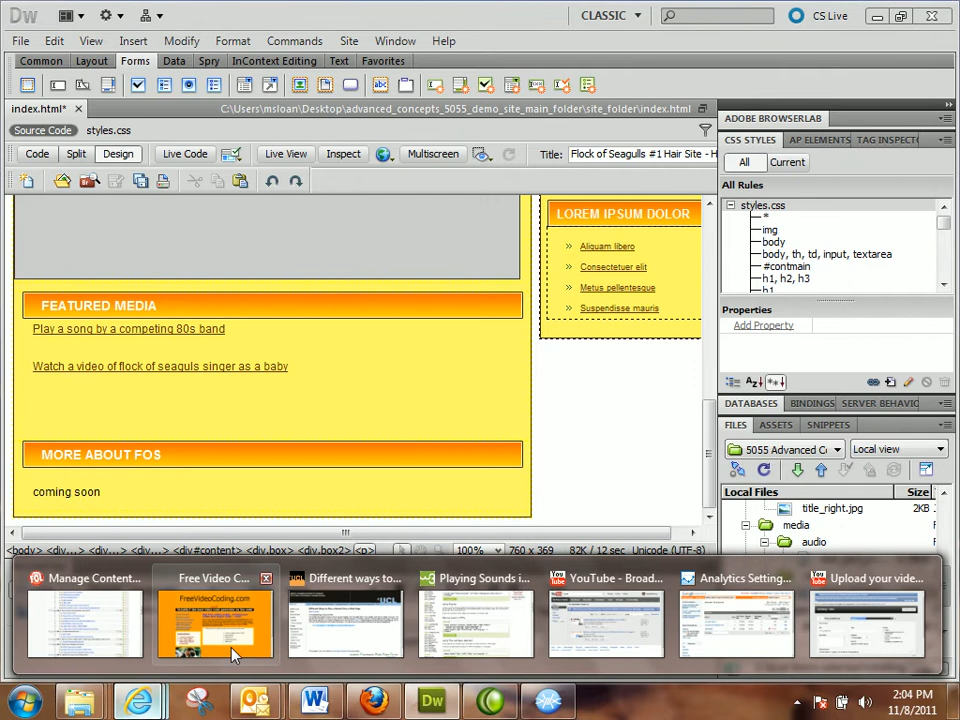 Dw
CLASSIC
CS Live
File Edit View Insert Modify Format Commands Site Window Help
Common Layout Forms Data Spry InContext Editing Text Favorites
index.html*
C:\Users\msloan\Desktop\advanced_concepts_5055_demo_site_main_folder\site_folder\index.html
Source Code styles.css
Code Split Design Live Code Live View Inspect Multiscreen Title: Flock of Seagulls #1 Hair Site - H
LOREM IPSUM DOLOR
Aliquam libero
Consectetuer elit
Metus pellentesque
Suspendisse mauris
FEATURED MEDIA
Play a song by a competing 80s band
Watch a video of flock of seaguls singer as a baby
MORE ABOUT FOS
coming soon
<body> <div...> <div...> <div#content> <div.box> <div.box2> <p>
100% 760 x 369 82K / 12 sec Unicode (UTF-8)
ADOBE BROWSERLAB
CSS STYLES AP ELEMENTS TAG INSPECT
All Current
All Rules
styles.css
*
img
body
body, th, td, input, textarea
#contmain
h1, h2, h3
h1
Properties
Add Property
Az
DATABASES BINDINGS SERVER BEHAVIO
FILES ASSETS SNIPPETS
5055 Advanced C Local view
Local Files Size
title_right.jpg 2KB
media F
audio F
Manage Content...
Free Video C...
Different ways to...
Playing Sounds i...
YouTube - Broad...
Analytics Setting...
Upload your vide...
FreeVideoCoding.com
UCL
Dw
2:04 PM
11/8/2011